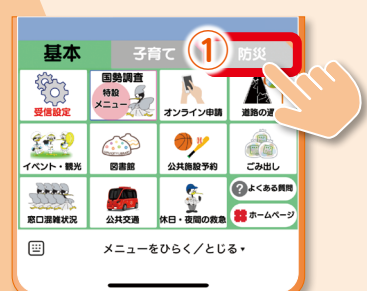 基本 子育て ① 防災
受信設定
国勢調査
特設
メニュー
オンライン申請
道路の
イベント・観光
図書館
公共施設予約
ごみ出し
窓口混雑状況
公共交通
休日・夜間の救急
?よくある質問
ホームページ
メニューをひらく/とじる▾